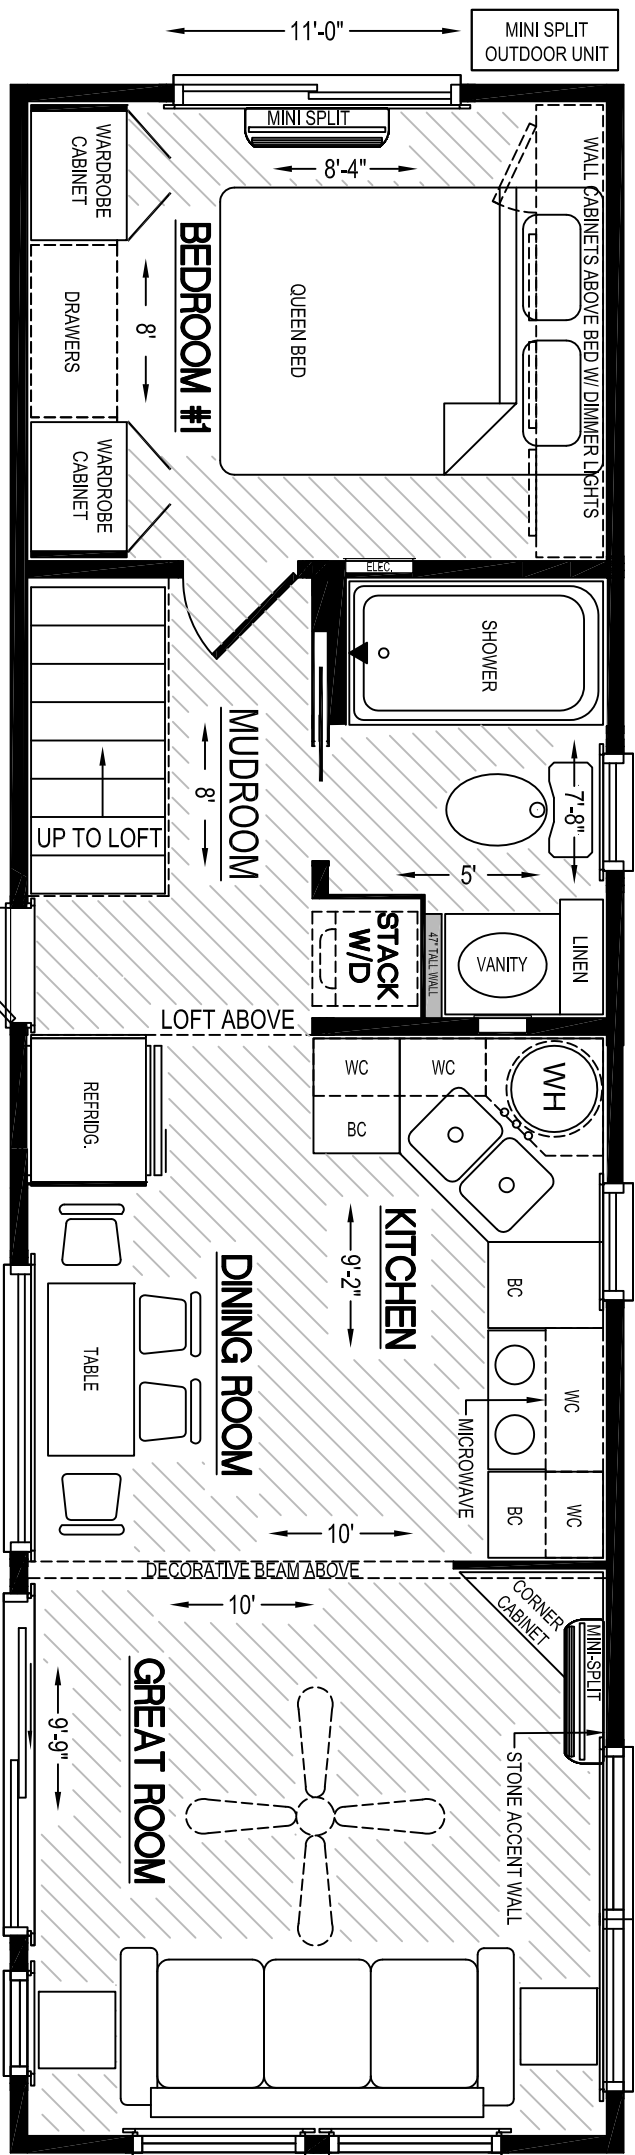 11'-0"
MINI SPLIT
OUTDOOR UNIT
MINI SPLIT
8'-4"
WARDROBE
CABINET
WALL CABINETS ABOVE BED W/ DIMMER LIGHTS
BEDROOM #1
8'
DRAWERS
QUEEN BED
WARDROBE
CABINET
ELEC.
SHOWER
MUDROOM
8'
UP TO LOFT
7'-8"
5'
STACK
W/D
47" TALL WALL
VANITY
LINEN
LOFT ABOVE
REFRIDG.
WC
WC
BC
WH
KITCHEN
9'-2"
DINING ROOM
TABLE
BC
WC
MICROWAVE
BC
WC
10'
DECORATIVE BEAM ABOVE
10'
CORNER
CABINET
MINI-SPLIT
GREAT ROOM
9'-9"
STONE ACCENT WALL